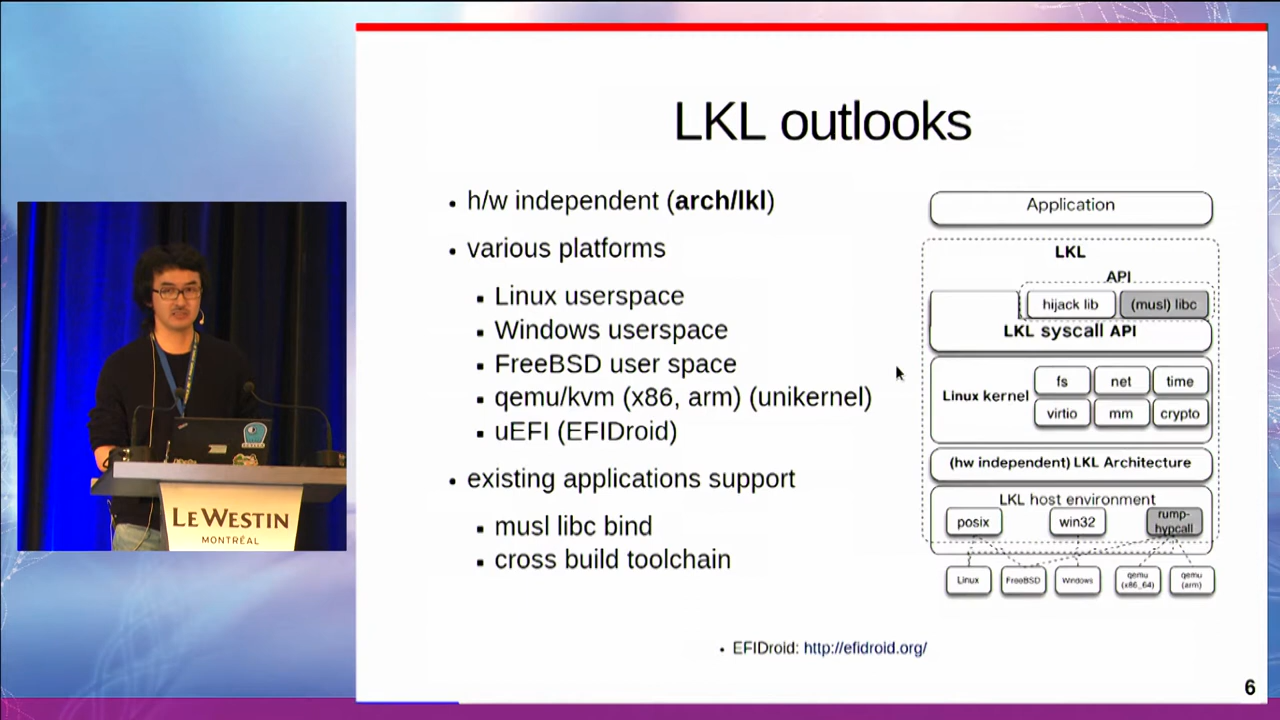 LKL outlooks
• h/w independent (arch/lkl)
• various platforms
▪ Linux userspace
▪ Windows userspace
▪ FreeBSD user space
▪ qemu/kvm (x86, arm) (unikernel)
▪ uEFI (EFIDroid)
• existing applications support
▪ musl libc bind
▪ cross build toolchain
Application
LKL
API
hijack lib
(musl) libc
LKL syscall API
Linux kernel
fs
net
time
virtio
mm
crypto
(hw independent) LKL Architecture
LKL host environment
posix
win32
rump-
hypcall
Linux
FreeBSD
Windows
qemu
(x86_64)
qemu
(arm)
• EFIDroid: http://efidroid.org/
6
LE WESTIN
MONTRÉAL